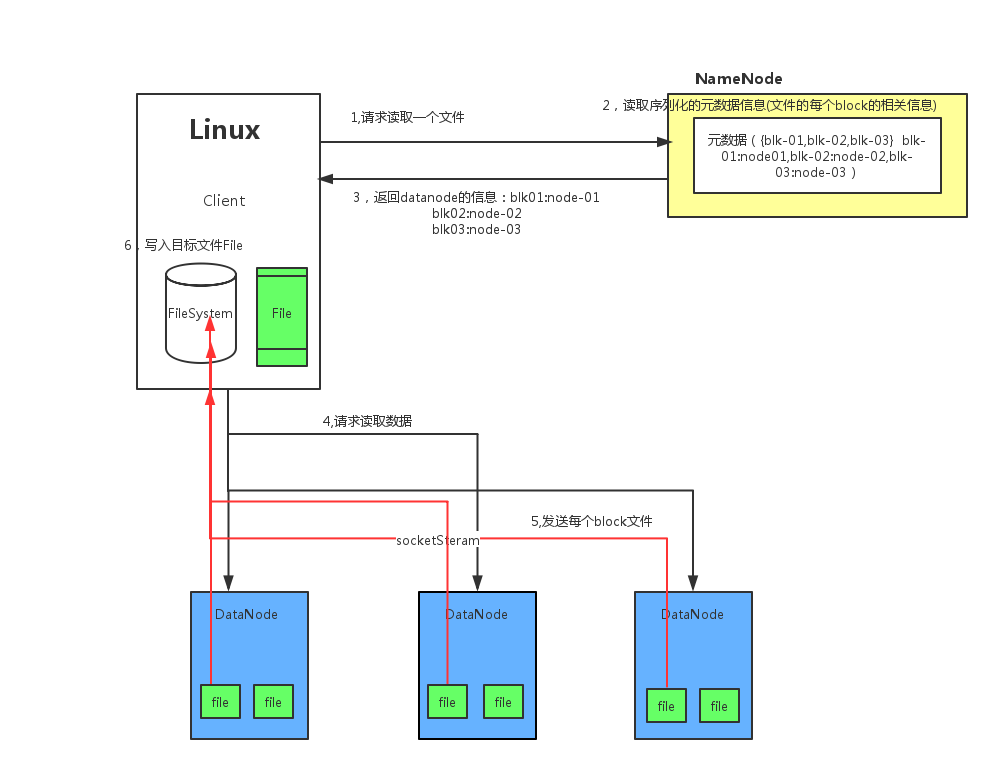 NameNode
2，读取序列化的元数据信息(文件的每个block的相关信息)
1,请求读取一个文件
Linux
元数据（{blk-01,blk-02,blk-03} blk-
01:node01,blk-02:node-02,blk-
03:node-03）
Client
3，返回datanode的信息：blk01:node-01
blk02:node-02
blk03:node-03
6，写入目标文件File
FileSystem
File
4,请求读取数据
5,发送每个block文件
socketSteram
DataNode
DataNode
DataNode
file
file
file
file
file
file